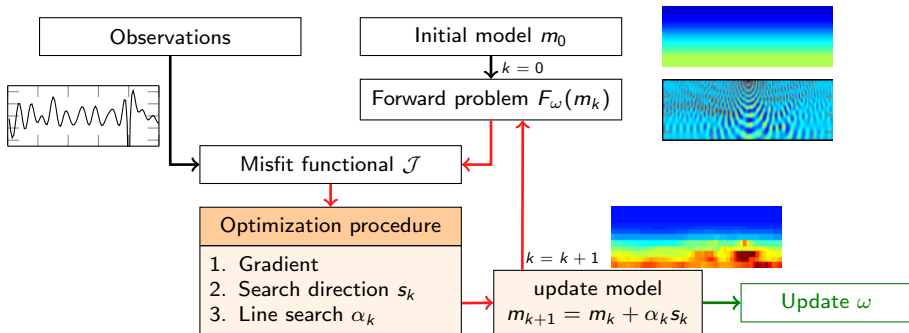 Observations
Initial model m₀
k = 0
Forward problem F_ω(m_k)
Misfit functional 𝒥
Optimization procedure
1. Gradient
2. Search direction s_k
3. Line search α_k
k = k + 1
update model
m_{k+1} = m_k + α_k s_k
Update ω